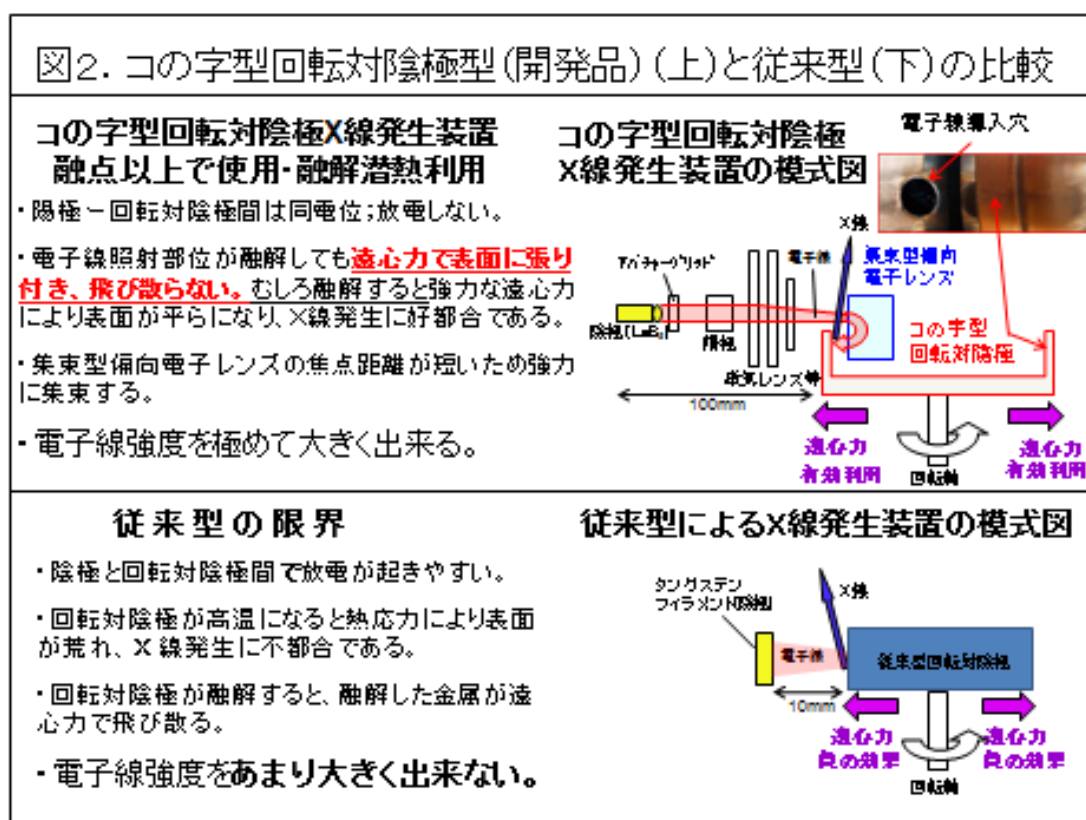 図2.コの字型回転対陰極型(開発品)(上)と従来型(下)の比較
コの字型回転対陰極X線発生装置
融点以上で使用・融解潜熱利用
・陽極－回転対陰極間は同電位;放電しない。
・電子線照射部位が融解しても遠心力で表面に張り
付き、飛び散らない。むしろ融解すると強力な遠心力
により表面が平らになり、X線発生に好都合である。
・集束型偏向電子レンズの焦点距離が短いため強力
に集束する。
・電子線強度を極めて大きく出来る。
コの字型回転対陰極
X線発生装置の模式図
電子線導入穴
X線
集束型偏向
電子レンズ
アパチャーグリッド
電子線
陰極(LaB₆)
陽極
磁気レンズ等
100mm
コの字型
回転対陰極
遠心力
有効利用
回転軸
遠心力
有効利用
従来型の限界
・陰極と回転対陰極間で放電が起きやすい。
・回転対陰極が高温になると熱応力により表面
が荒れ、X線発生に不都合である。
・回転対陰極が融解すると、融解した金属が遠
心力で飛び散る。
・電子線強度をあまり大きく出来ない。
従来型によるX線発生装置の模式図
タングステン
フィラメント(陰極)
X線
電子線
従来型回転対陰極
10mm
遠心力
負の効果
遠心力
負の効果
回転軸